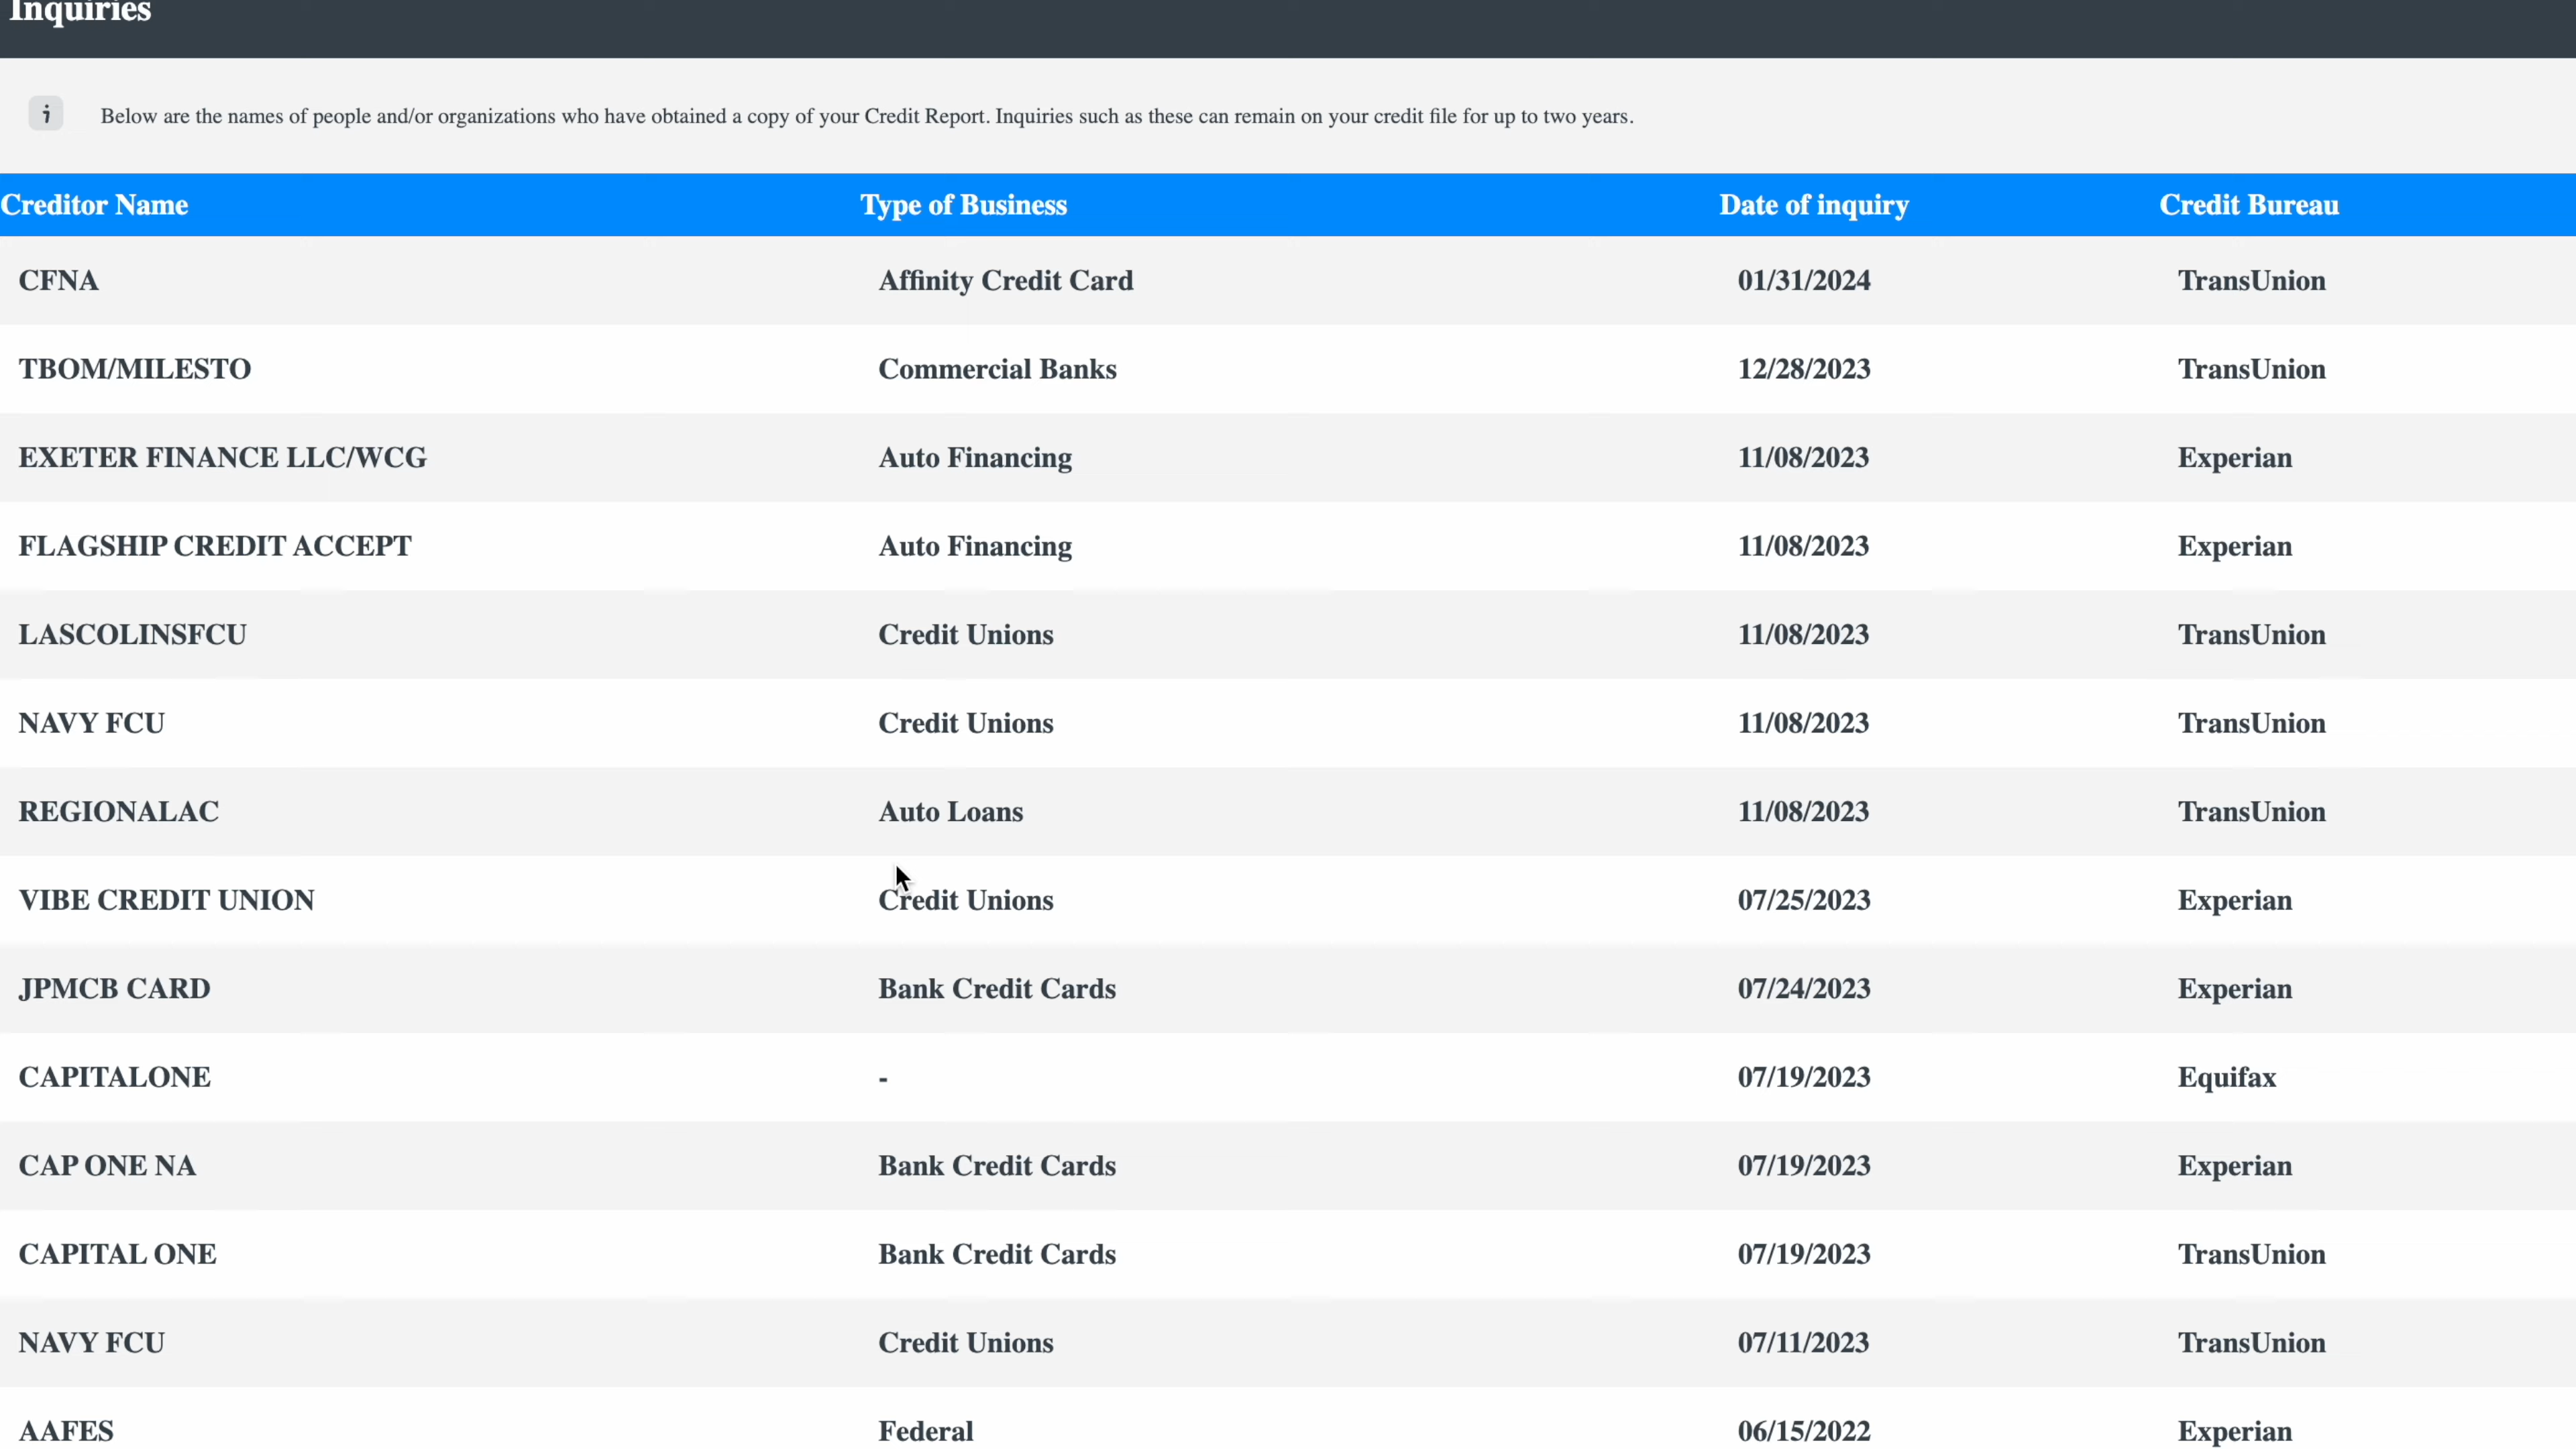 Inquiries
i Below are the names of people and/or organizations who have obtained a copy of your Credit Report. Inquiries such as these can remain on your credit file for up to two years.
Creditor Name Type of Business Date of inquiry Credit Bureau
CFNA Affinity Credit Card 01/31/2024 TransUnion
TBOM/MILESTO Commercial Banks 12/28/2023 TransUnion
EXETER FINANCE LLC/WCG Auto Financing 11/08/2023 Experian
FLAGSHIP CREDIT ACCEPT Auto Financing 11/08/2023 Experian
LASCOLINSFCU Credit Unions 11/08/2023 TransUnion
NAVY FCU Credit Unions 11/08/2023 TransUnion
REGIONALAC Auto Loans 11/08/2023 TransUnion
VIBE CREDIT UNION Credit Unions 07/25/2023 Experian
JPMCB CARD Bank Credit Cards 07/24/2023 Experian
CAPITALONE - 07/19/2023 Equifax
CAP ONE NA Bank Credit Cards 07/19/2023 Experian
CAPITAL ONE Bank Credit Cards 07/19/2023 TransUnion
NAVY FCU Credit Unions 07/11/2023 TransUnion
AAFES Federal 06/15/2022 Experian